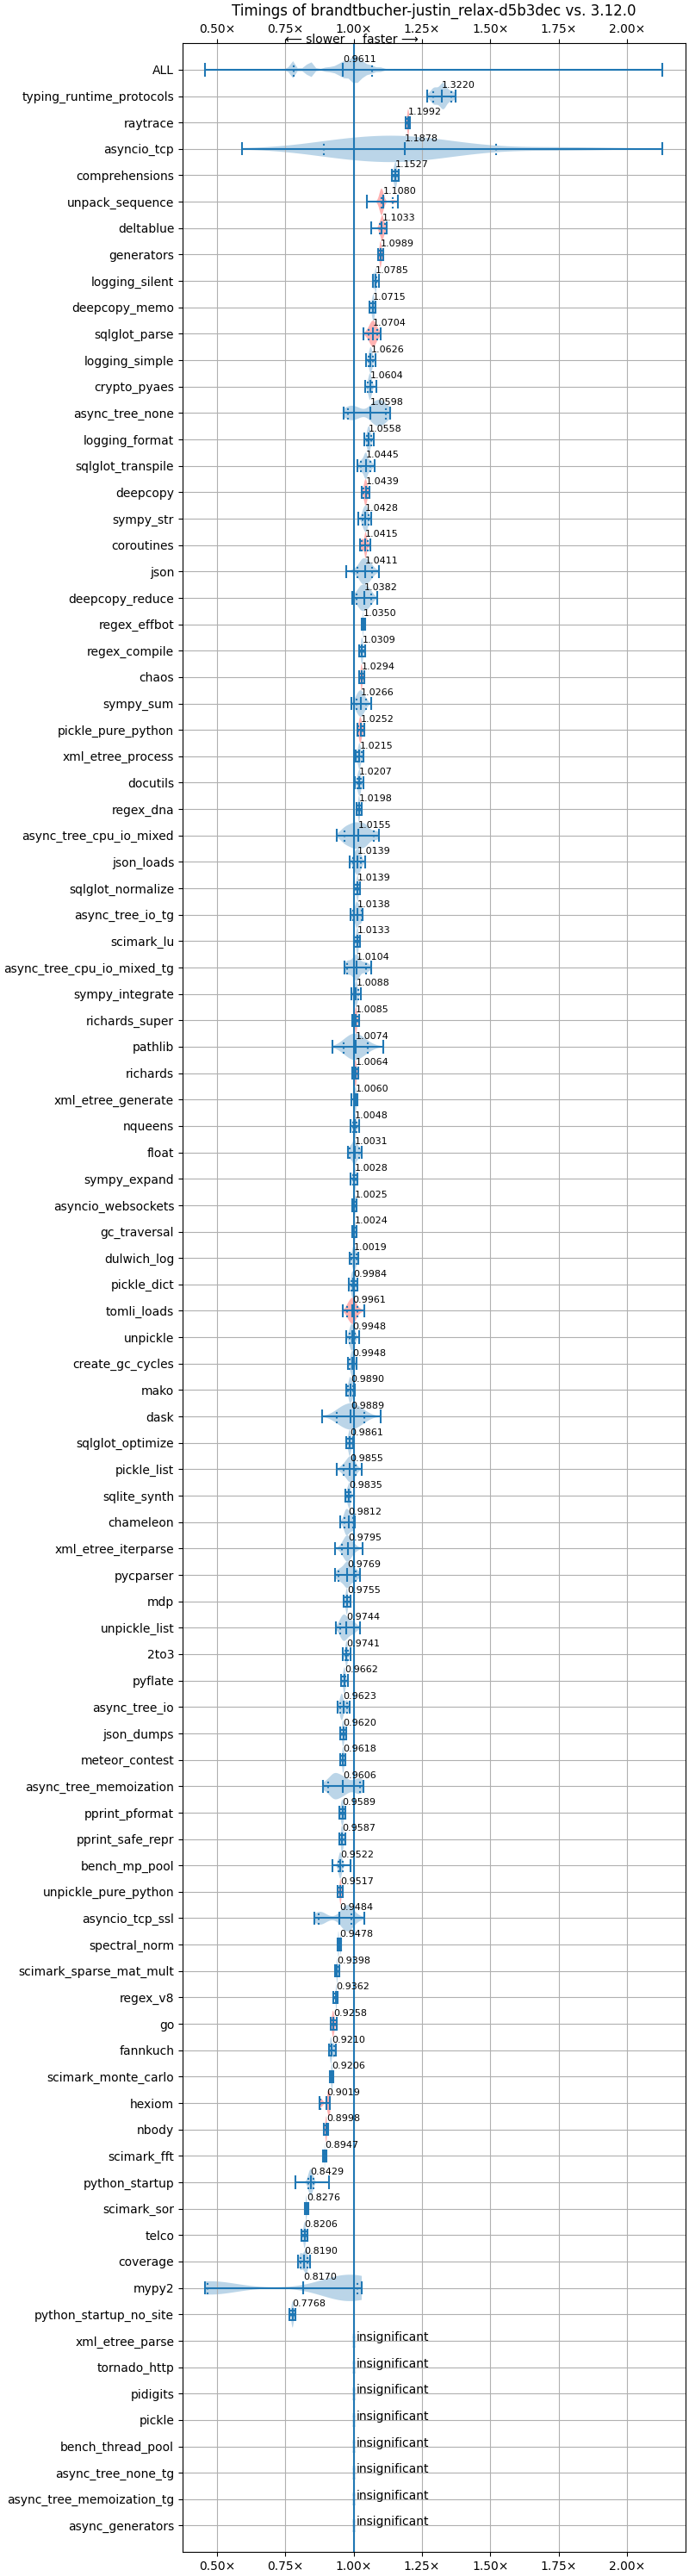 Timings of brandtbucher-justin_relax-d5b3dec vs. 3.12.0
0.50× 0.75× 1.00× 1.25× 1.50× 1.75× 2.00×
⟵ slower faster ⟶
ALL 0.9611
typing_runtime_protocols 1.3220
raytrace 1.1992
asyncio_tcp 1.1878
comprehensions 1.1527
unpack_sequence 1.1080
deltablue 1.1033
generators 1.0989
logging_silent 1.0785
deepcopy_memo 1.0715
sqlglot_parse 1.0704
logging_simple 1.0626
crypto_pyaes 1.0604
async_tree_none 1.0598
logging_format 1.0558
sqlglot_transpile 1.0445
deepcopy 1.0439
sympy_str 1.0428
coroutines 1.0415
json 1.0411
deepcopy_reduce 1.0382
regex_effbot 1.0350
regex_compile 1.0309
chaos 1.0294
sympy_sum 1.0266
pickle_pure_python 1.0252
xml_etree_process 1.0215
docutils 1.0207
regex_dna 1.0198
async_tree_cpu_io_mixed 1.0155
json_loads 1.0139
sqlglot_normalize 1.0139
async_tree_io_tg 1.0138
scimark_lu 1.0133
async_tree_cpu_io_mixed_tg 1.0104
sympy_integrate 1.0088
richards_super 1.0085
pathlib 1.0074
richards 1.0064
xml_etree_generate 1.0060
nqueens 1.0048
float 1.0031
sympy_expand 1.0028
asyncio_websockets 1.0025
gc_traversal 1.0024
dulwich_log 1.0019
pickle_dict 0.9984
tomli_loads 0.9961
unpickle 0.9948
create_gc_cycles 0.9948
mako 0.9890
dask 0.9889
sqlglot_optimize 0.9861
pickle_list 0.9855
sqlite_synth 0.9835
chameleon 0.9812
xml_etree_iterparse 0.9795
pycparser 0.9769
mdp 0.9755
unpickle_list 0.9744
2to3 0.9741
pyflate 0.9662
async_tree_io 0.9623
json_dumps 0.9620
meteor_contest 0.9618
async_tree_memoization 0.9606
pprint_pformat 0.9589
pprint_safe_repr 0.9587
bench_mp_pool 0.9522
unpickle_pure_python 0.9517
asyncio_tcp_ssl 0.9484
spectral_norm 0.9478
scimark_sparse_mat_mult 0.9398
regex_v8 0.9362
go 0.9258
fannkuch 0.9210
scimark_monte_carlo 0.9206
hexiom 0.9019
nbody 0.8998
scimark_fft 0.8947
python_startup 0.8429
scimark_sor 0.8276
telco 0.8206
coverage 0.8190
mypy2 0.8170
python_startup_no_site 0.7768
xml_etree_parse insignificant
tornado_http insignificant
pidigits insignificant
pickle insignificant
bench_thread_pool insignificant
async_tree_none_tg insignificant
async_tree_memoization_tg insignificant
async_generators insignificant
0.50× 0.75× 1.00× 1.25× 1.50× 1.75× 2.00×